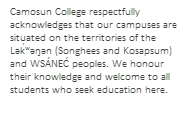 Camosun College respectfully
acknowledges that our campuses are
situated on the territories of the
Lək̓ʷəŋən (Songhees and Kosapsum)
and W̱SÁNEĆ peoples. We honour
their knowledge and welcome to all
students who seek education here.